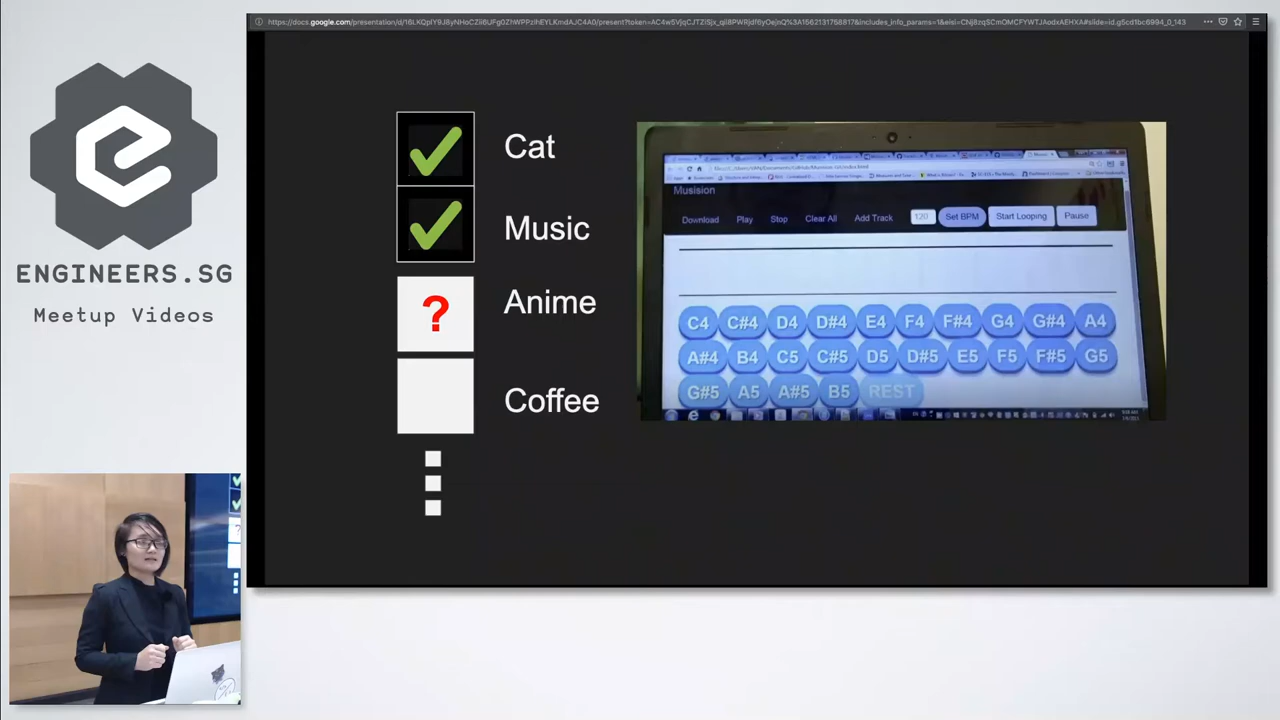 ENGINEERS.SG
Meetup Videos
Cat
Music
?
Anime
Coffee
Musision
Download Play Stop Clear All Add Track 120 Set BPM Start Looping Pause
C4 C#4 D4 D#4 E4 F4 F#4 G4 G#4 A4
A#4 B4 C5 C#5 D5 D#5 E5 F5 F#5 G5
G#5 A5 A#5 B5 REST